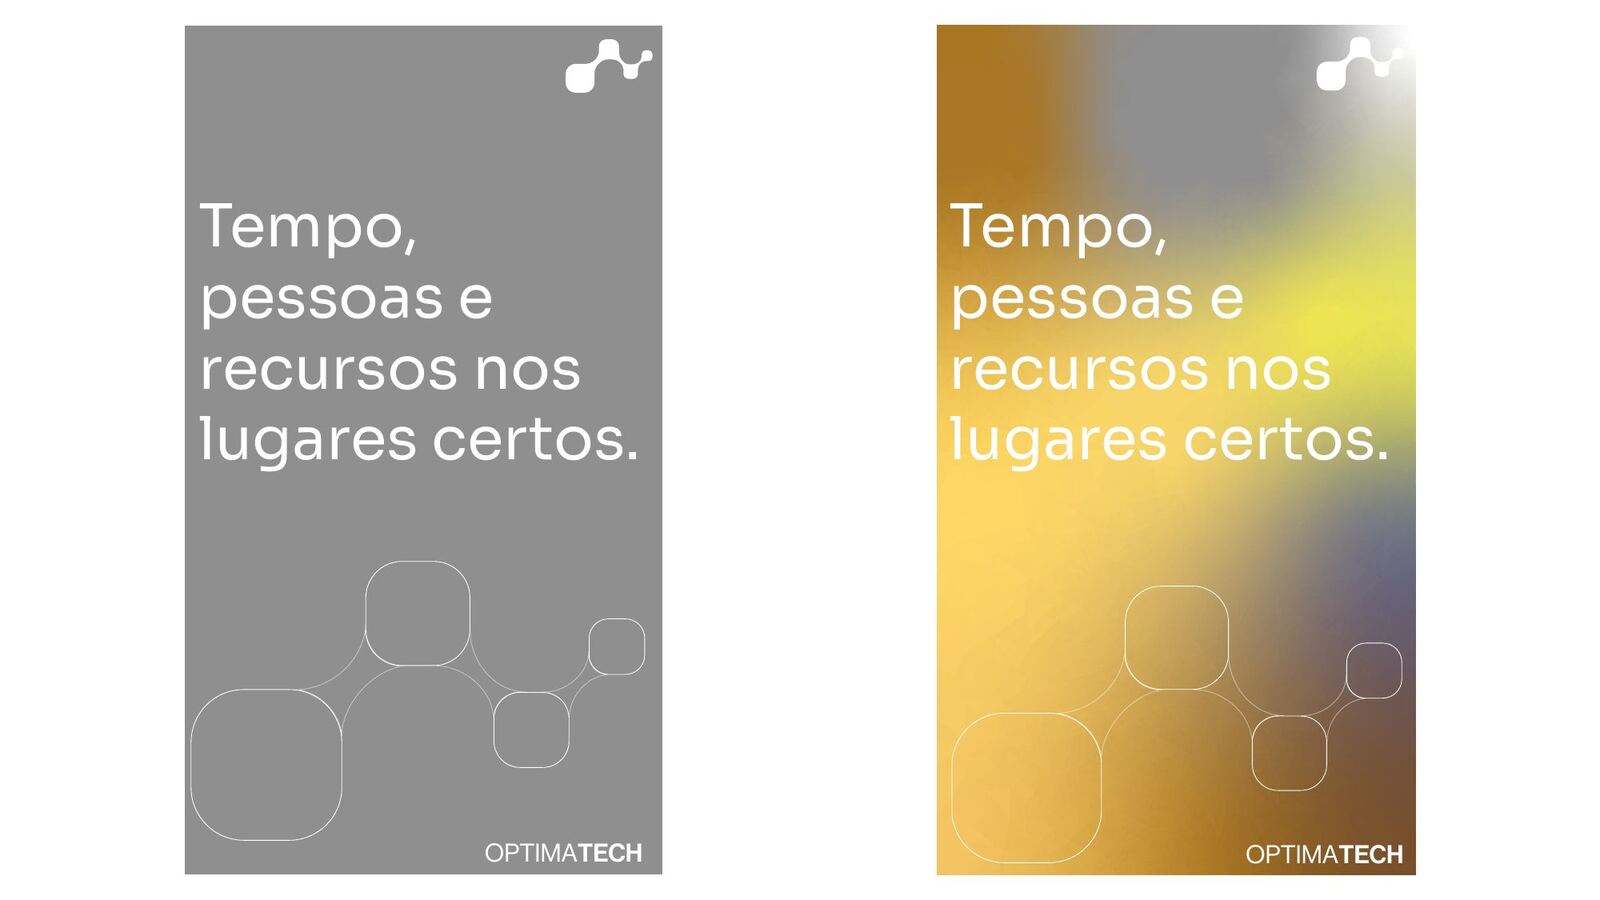 Tempo,
pessoas e
recursos nos
lugares certos.
OPTIMATECH
Tempo,
pessoas e
recursos nos
lugares certos.
OPTIMATECH